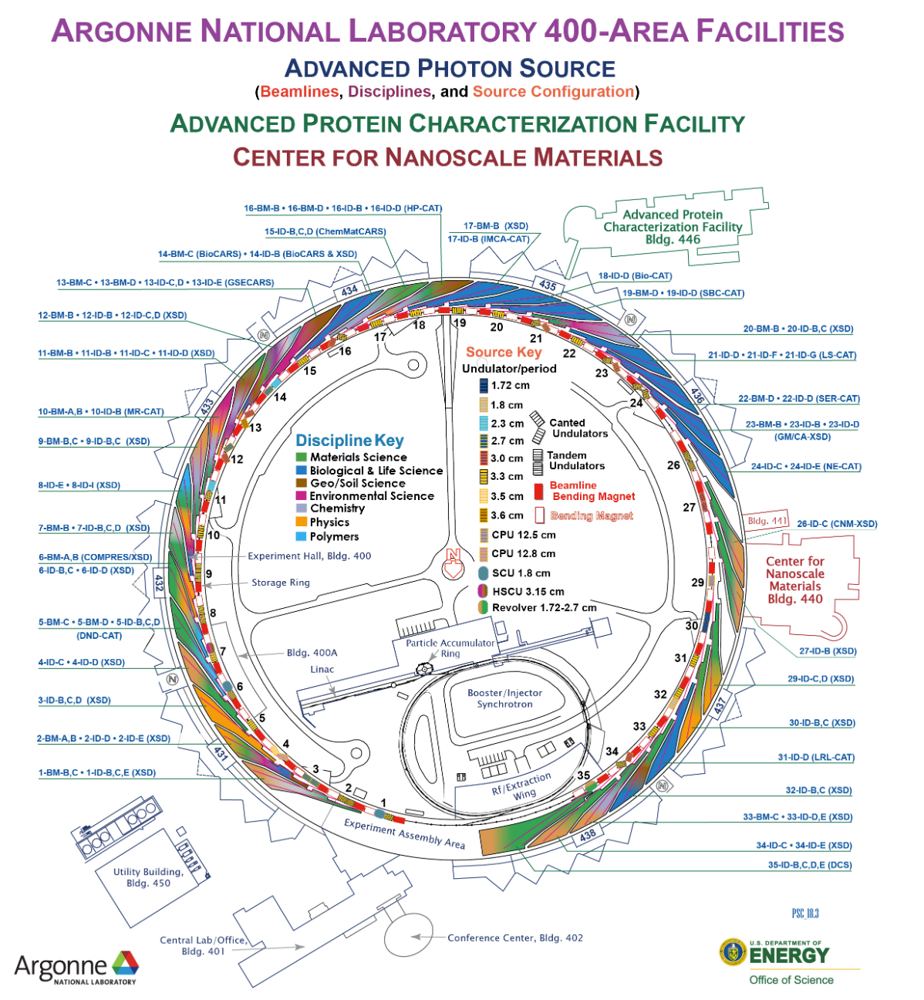 ARGONNE NATIONAL LABORATORY 400-AREA FACILITIES
ADVANCED PHOTON SOURCE
(Beamlines, Disciplines, and Source Configuration)
ADVANCED PROTEIN CHARACTERIZATION FACILITY
CENTER FOR NANOSCALE MATERIALS
16-BM-B • 16-BM-D • 16-ID-B • 16-ID-D (HP-CAT)
15-ID-B,C,D (ChemMatCARS)
14-BM-C (BioCARS) • 14-ID-B (BioCARS & XSD)
13-BM-C • 13-BM-D • 13-ID-C,D • 13-ID-E (GSECARS)
12-BM-B • 12-ID-B • 12-ID-C,D (XSD)
11-BM-B • 11-ID-B • 11-ID-C • 11-ID-D (XSD)
10-BM-A,B • 10-ID-B (MR-CAT)
9-BM-B,C • 9-ID-B,C (XSD)
8-ID-E • 8-ID-I (XSD)
7-BM-B • 7-ID-B,C,D (XSD)
6-BM-A,B (COMPRES/XSD)
6-ID-B,C • 6-ID-D (XSD)
5-BM-C • 5-BM-D • 5-ID-B,C,D
(DND-CAT)
4-ID-C • 4-ID-D (XSD)
3-ID-B,C,D (XSD)
2-BM-A,B • 2-ID-D • 2-ID-E (XSD)
1-BM-B,C • 1-ID-B,C,E (XSD)
17-BM-B (XSD)
17-ID-B (IMCA-CAT)
Advanced Protein
Characterization Facility
Bldg. 446
18-ID-D (Bio-CAT)
19-BM-D • 19-ID-D (SBC-CAT)
20-BM-B • 20-ID-B,C (XSD)
21-ID-D • 21-ID-F • 21-ID-G (LS-CAT)
22-BM-D • 22-ID-D (SER-CAT)
23-BM-B • 23-ID-B • 23-ID-D
(GM/CA-XSD)
24-ID-C • 24-ID-E (NE-CAT)
Bldg. 441
26-ID-C (CNM-XSD)
Center for
Nanoscale
Materials
Bldg. 440
27-ID-B (XSD)
29-ID-C,D (XSD)
30-ID-B,C (XSD)
31-ID-D (LRL-CAT)
32-ID-B,C (XSD)
33-BM-C • 33-ID-D,E (XSD)
34-ID-C • 34-ID-E (XSD)
35-ID-B,C,D,E (DCS)
431
432
433
434
435
436
437
438
N
N
N
N
N
1
2
3
4
5
6
7
8
9
10
11
12
13
14
15
16
17
18
19
20
21
22
23
24
26
27
29
30
31
32
33
34
35
Source Key
Undulator/period
1.72 cm
1.8 cm
2.3 cm
2.7 cm
3.0 cm
3.3 cm
3.5 cm
3.6 cm
CPU 12.5 cm
CPU 12.8 cm
SCU 1.8 cm
HSCU 3.15 cm
Revolver 1.72-2.7 cm
Canted
Undulators
Tandem
Undulators
Beamline
Bending Magnet
Bending Magnet
Discipline Key
Materials Science
Biological & Life Science
Geo/Soil Science
Environmental Science
Chemistry
Physics
Polymers
Experiment Hall, Bldg. 400
Storage Ring
Bldg. 400A
Linac
Particle Accumulator
Ring
Booster/Injector
Synchrotron
Rf/Extraction
Wing
Experiment Assembly Area
Utility Building,
Bldg. 450
Central Lab/Office,
Bldg. 401
Conference Center, Bldg. 402
PSC_18.3
Argonne
NATIONAL LABORATORY
U.S. DEPARTMENT OF
ENERGY
Office of Science